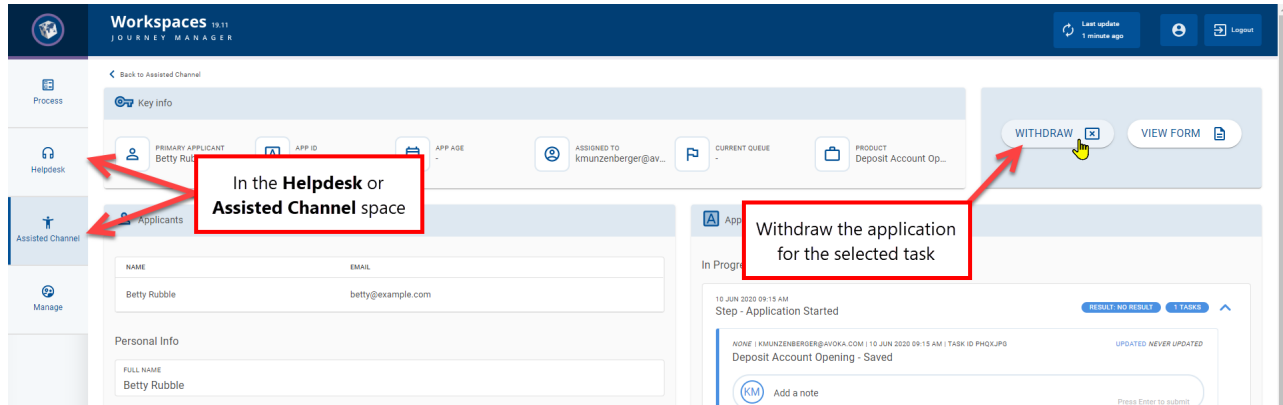 Workspaces 19.11
JOURNEY MANAGER
Last update
1 minute ago
Logout
Process
Helpdesk
Assisted Channel
Manage
Back to Assisted Channel
Key info
PRIMARY APPLICANT
Betty Rub
APP ID
APP AGE
-
ASSIGNED TO
kmunzenberger@av...
CURRENT QUEUE
-
PRODUCT
Deposit Account Op...
WITHDRAW
VIEW FORM
In the Helpdesk or
Assisted Channel space
Withdraw the application
for the selected task
Applicants
NAME
EMAIL
Betty Rubble
betty@example.com
Personal Info
FULL NAME
Betty Rubble
App
In Progre
10 JUN 2020 09:15 AM
Step - Application Started
RESULT: NO RESULT
1 TASKS
NONE | KMUNZENBERGER@AVOKA.COM | 10 JUN 2020 09:15 AM | TASK ID PHQXJPG
UPDATED NEVER UPDATED
Deposit Account Opening - Saved
KM
Add a note
Press Enter to submit